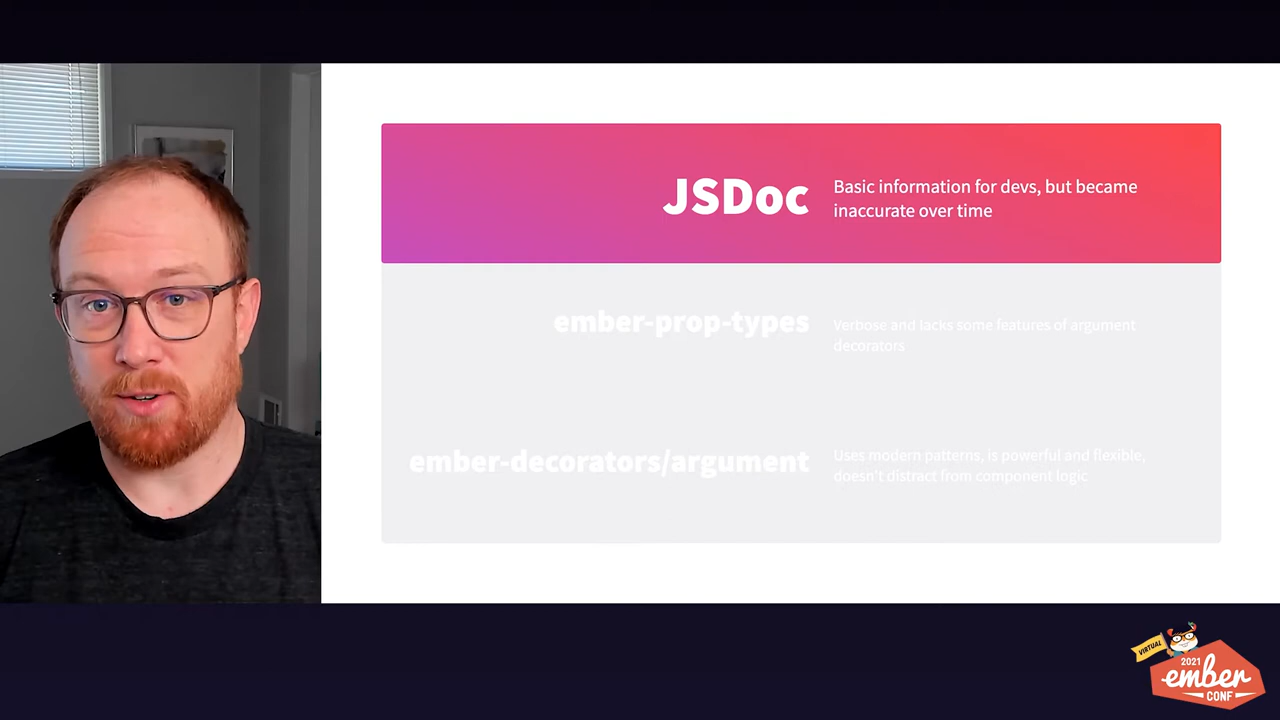 JSDoc
Basic information for devs, but became
inaccurate over time
ember-prop-types
Verbose and lacks some features of argument
decorators
ember-decorators/argument
Uses modern patterns, is powerful and flexible,
doesn't distract from component logic
VIRTUAL
2021
ember
CONF